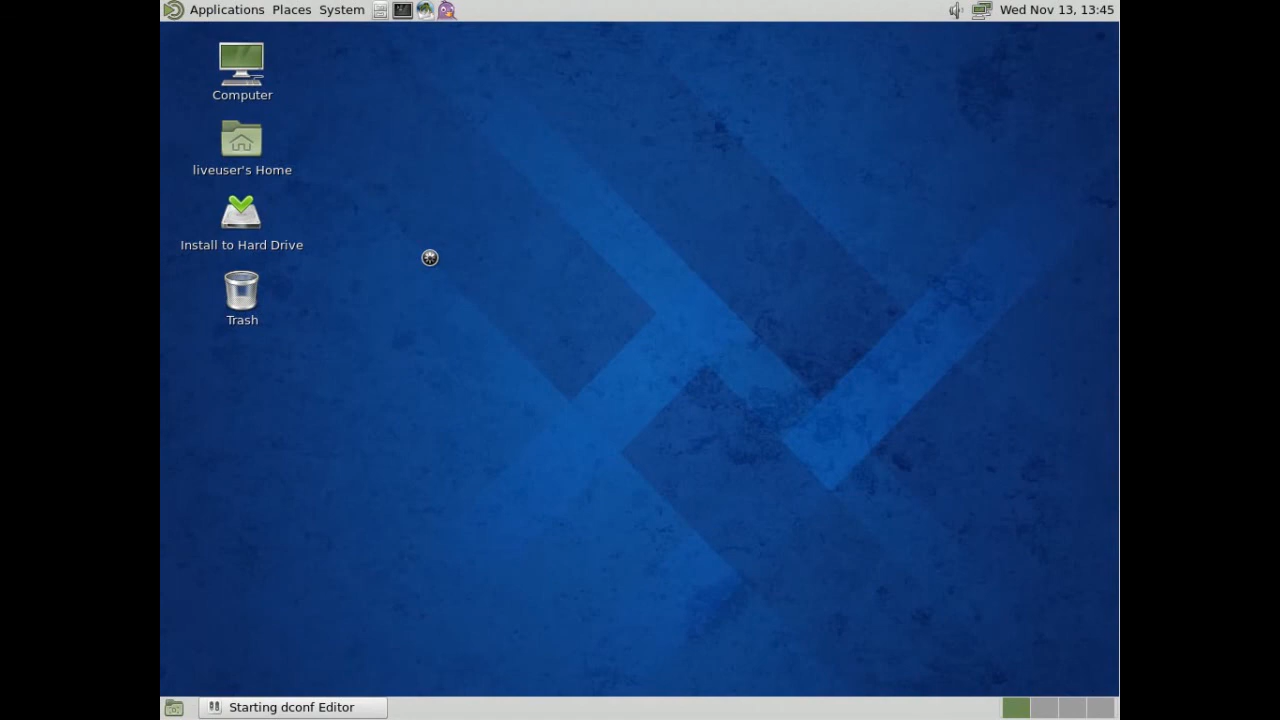 Applications Places System
Wed Nov 13, 13:45
Computer
liveuser's Home
Install to Hard Drive
Trash
Starting dconf Editor